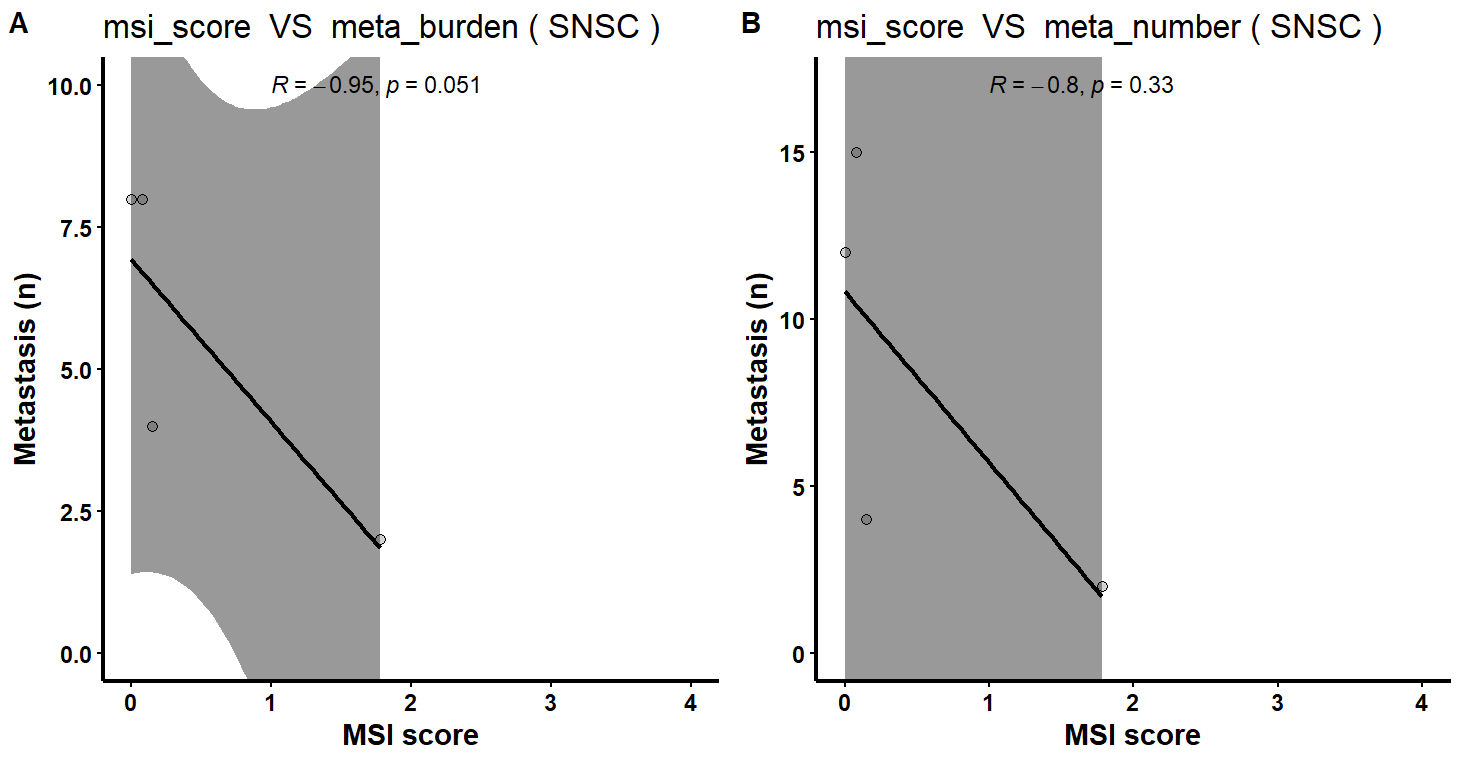 A
msi_score VS meta_burden ( SNSC )
R = −0.95, p = 0.051
10.0
7.5
5.0
2.5
0.0
Metastasis (n)
0 1 2 3 4
MSI score
B
msi_score VS meta_number ( SNSC )
R = −0.8, p = 0.33
15
10
5
0
Metastasis (n)
0 1 2 3 4
MSI score